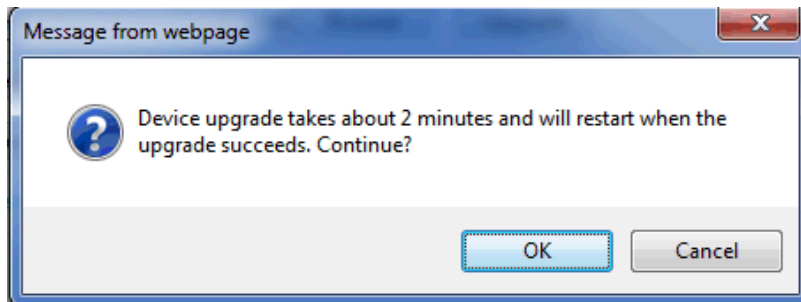 Message from webpage
Device upgrade takes about 2 minutes and will restart when the
upgrade succeeds. Continue?
OK
Cancel